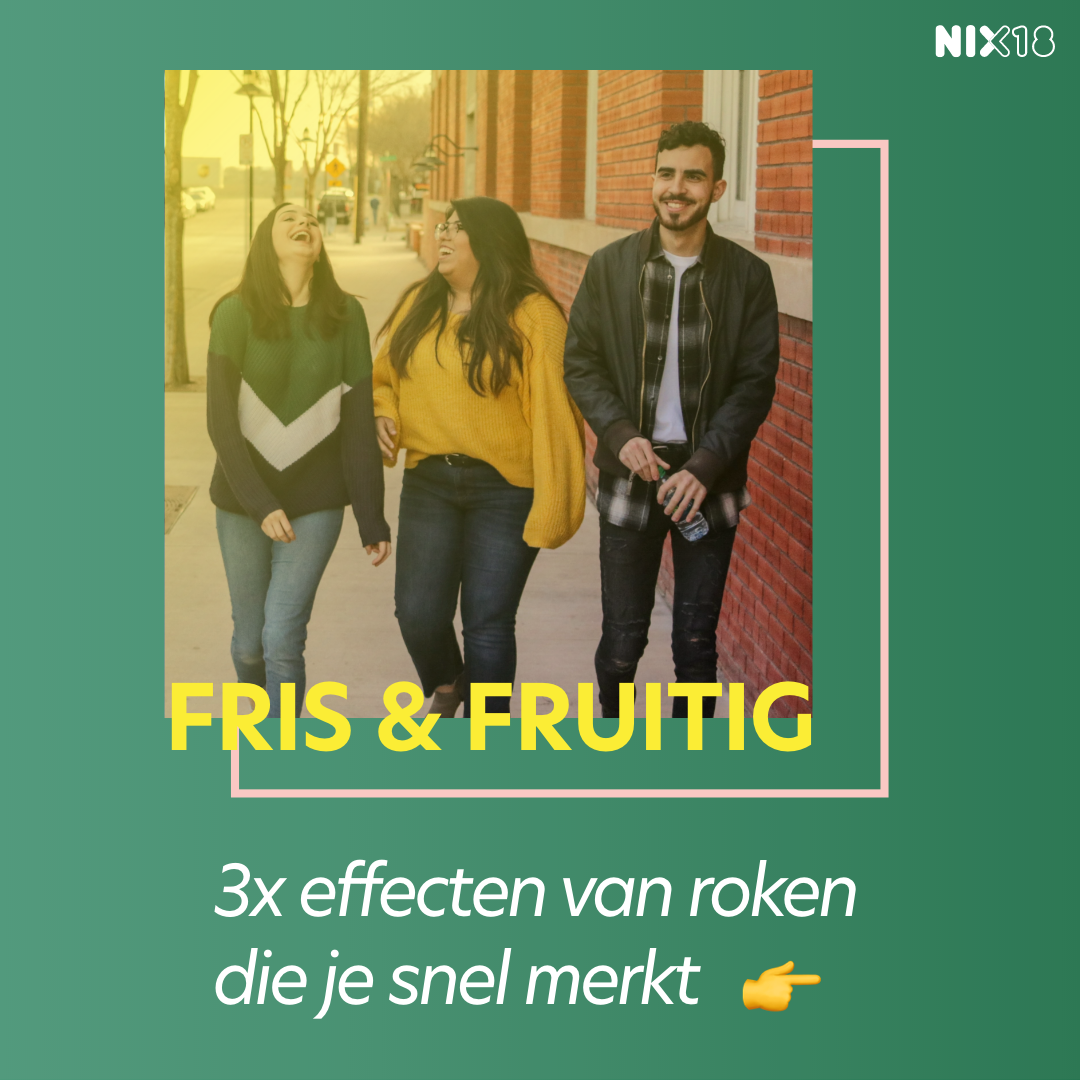 NIX18
FRIS & FRUITIG
3x effecten van roken
die je snel merkt 👉